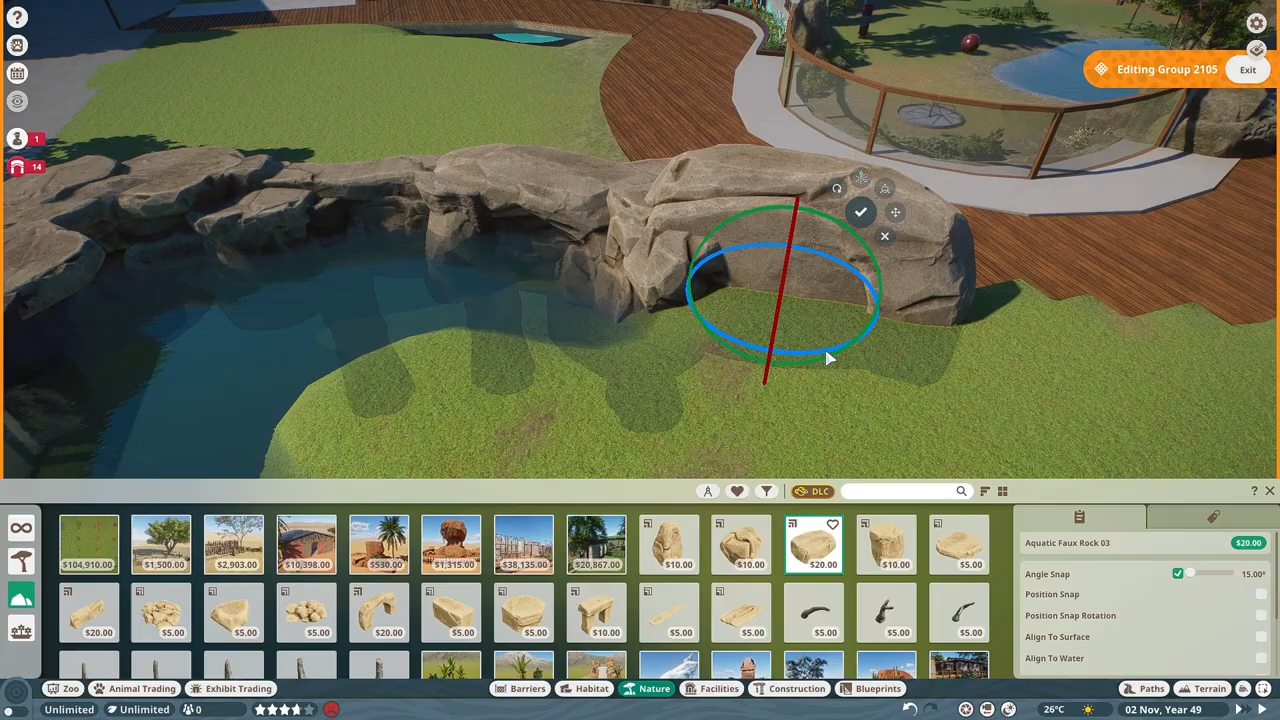 ?
Editing Group 2105
Exit
1
14
DLC
?
$104,910.00
$1,500.00
$2,903.00
$10,398.00
$530.00
$1,315.00
$38,135.00
$20,867.00
$10.00
$10.00
$20.00
$10.00
$5.00
Aquatic Faux Rock 03
$20.00
Angle Snap
15.00°
Position Snap
Position Snap Rotation
Align To Surface
Align To Water
$20.00
$5.00
$5.00
$5.00
$20.00
$5.00
$5.00
$10.00
$5.00
$5.00
$5.00
$5.00
$5.00
Zoo
Animal Trading
Exhibit Trading
Barriers
Habitat
Nature
Facilities
Construction
Blueprints
Paths
Terrain
Unlimited
Unlimited
0
26°C
02 Nov, Year 49